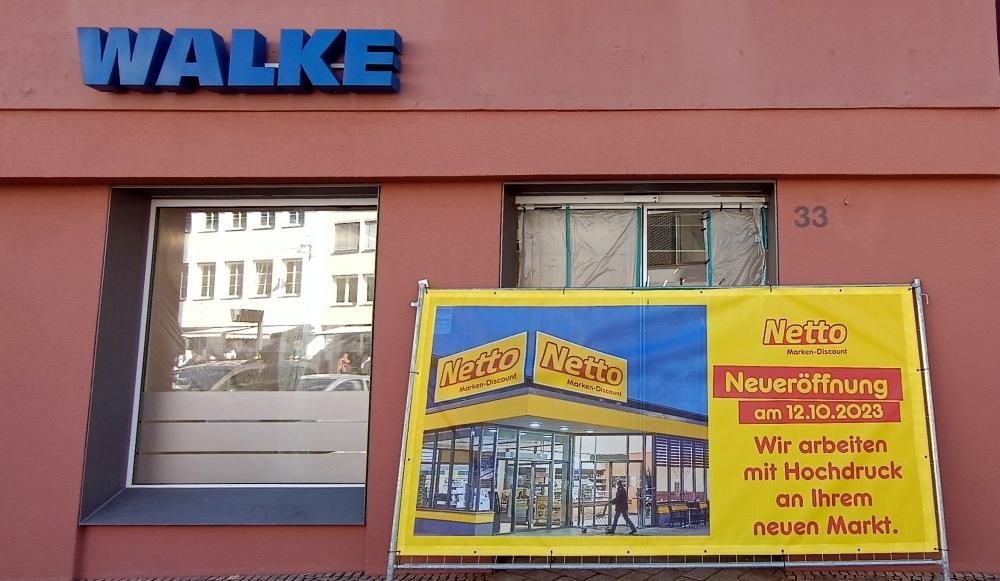 WALKE
33
Netto
Marken-Discount
Netto
Marken-Discount
Netto
Marken-Discount
Neueröffnung
am 12.10.2023
Wir arbeiten
mit Hochdruck
an Ihrem
neuen Markt.